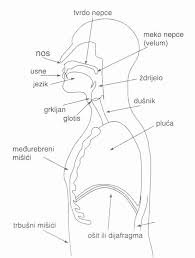 tvrdo nepce
meko nepce
(velum)
nos
usne
jezik
ždrijelo
grkljan
glotis
dušnik
pluća
međurebreni
mišići
trbušni mišići
ošit ili dijafragma